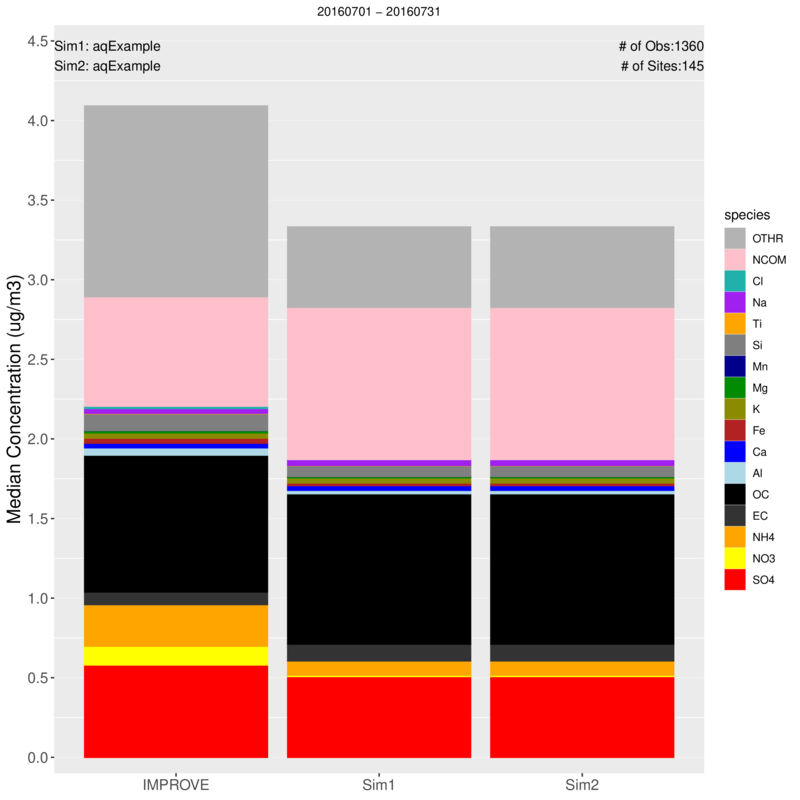 20160701 − 20160731
Sim1: aqExample
# of Obs:1360
Sim2: aqExample
# of Sites:145
Median Concentration (ug/m3)
4.5
4.0
3.5
3.0
2.5
2.0
1.5
1.0
0.5
0.0
IMPROVE
Sim1
Sim2
species
OTHR
NCOM
Cl
Na
Ti
Si
Mn
Mg
K
Fe
Ca
Al
OC
EC
NH4
NO3
SO4